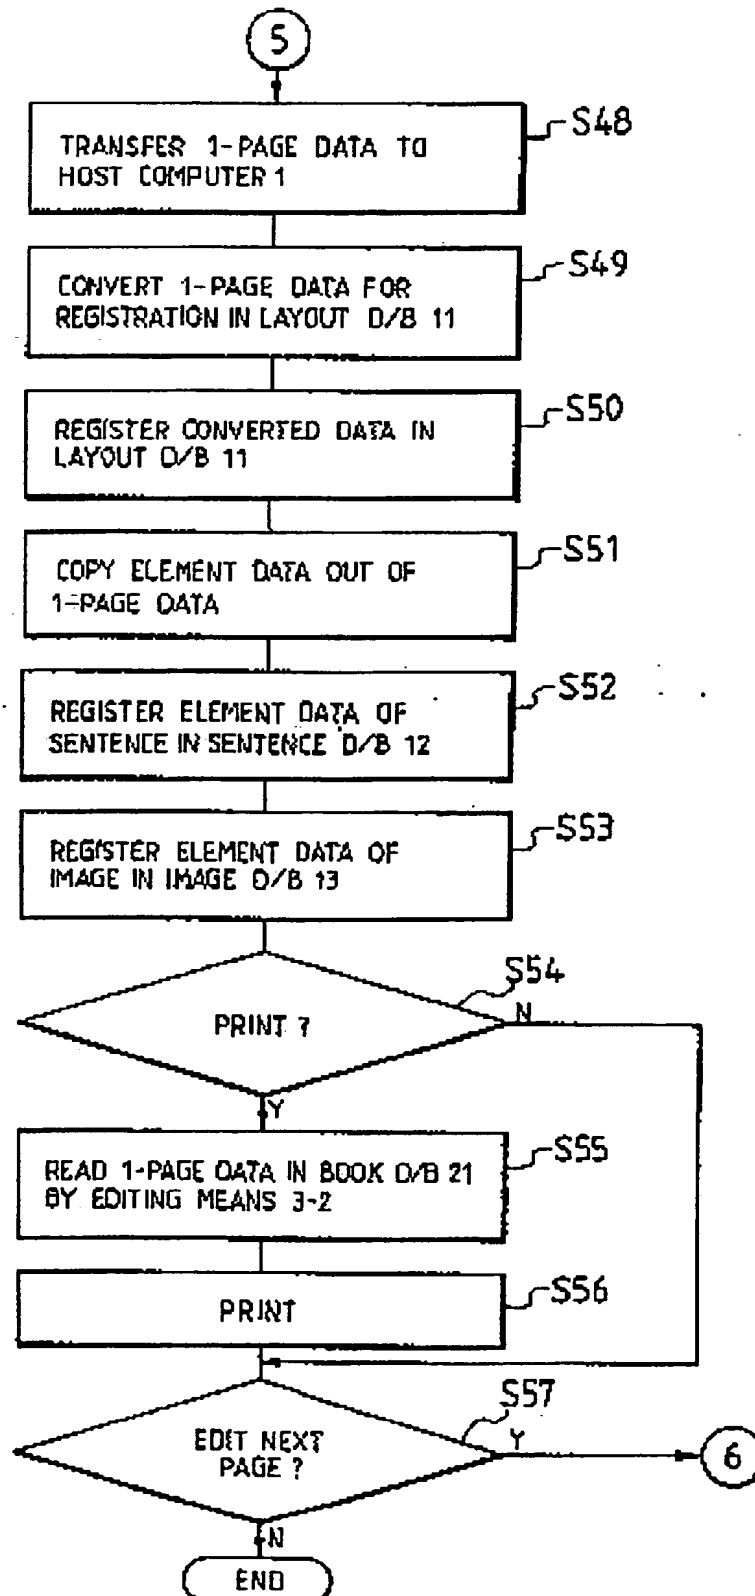 5
TRANSFER 1-PAGE DATA TO
HOST COMPUTER 1
S48
CONVERT 1-PAGE DATA FOR
REGISTRATION IN LAYOUT D/B 11
S49
REGISTER CONVERTED DATA IN
LAYOUT D/B 11
S50
COPY ELEMENT DATA OUT OF
1-PAGE DATA
S51
REGISTER ELEMENT DATA OF
SENTENCE IN SENTENCE D/B 12
S52
REGISTER ELEMENT DATA OF
IMAGE IN IMAGE D/B 13
S53
PRINT ?
S54
N
Y
READ 1-PAGE DATA IN BOOK D/B 21
BY EDITING MEANS 3-2
S55
PRINT
S56
EDIT NEXT
PAGE ?
S57
Y
6
N
END